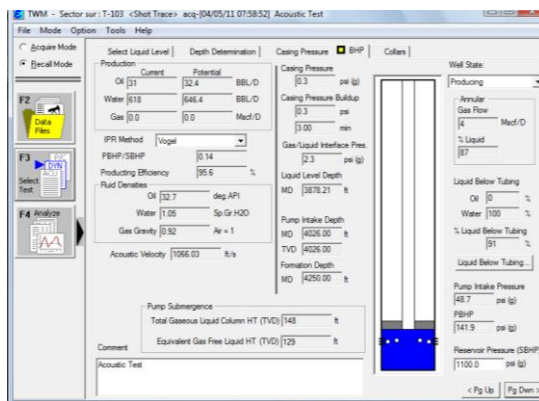 TWM - Sector sur : T-103 <Shot Trace> acq-[04/05/11 07:58:52] Acoustic Test
File Mode Option Tools Help
Acquire Mode
Recall Mode
F2
Data Files
F3
Select Test
F4 Analyze
Select Liquid Level
Depth Determination
Casing Pressure
BHP
Collars
Production
Current Potential
Oil 31 32.4 BBL/D
Water 618 646.4 BBL/D
Gas 0.0 0.0 Mscf/D
IPR Method Vogel
PBHP/SBHP 0.14
Producing Efficiency 95.6 %
Fluid Densities
Oil 32.7 deg.API
Water 1.05 Sp.Gr.H2O
Gas Gravity 0.92 Air = 1
Acoustic Velocity 1066.03 ft/s
Casing Pressure
0.3 psi (g)
Casing Pressure Buildup
0.3 psi
3.00 min
Gas/Liquid Interface Pres.
2.3 psi (g)
Liquid Level Depth
MD 3878.21 ft
Pump Intake Depth
MD 4026.00 ft
TVD 4026.00 ft
Formation Depth
MD 4250.00 ft
Pump Submergence
Total Gaseous Liquid Column HT (TVD) 148 ft
Equivalent Gas Free Liquid HT (TVD) 129 ft
Comment
Acoustic Test
Well State:
Producing
Annular
Gas Flow
4 Mscf/D
% Liquid
87
Liquid Below Tubing
Oil 0 %
Water 100 %
% Liquid Below Tubing
91 %
Liquid Below Tubing...
Pump Intake Pressure
48.7 psi (g)
PBHP
141.9 psi (g)
Reservoir Pressure (SBHP)
1100.0 psi (g)
< Pg Up
Pg Dwn >